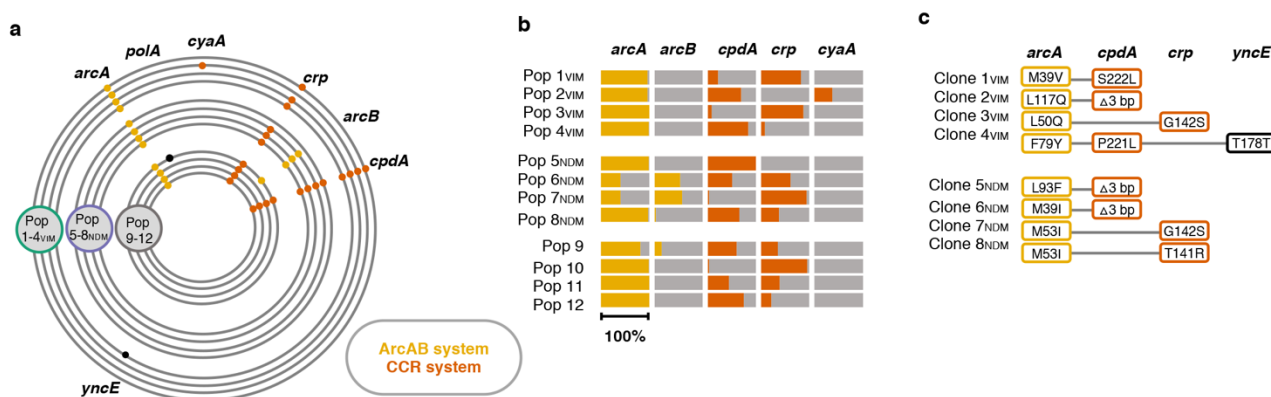 a
polA
cyaA
arcA
crp
arcB
cpdA
Pop
1-4VIM
Pop
5-8NDM
Pop
9-12
yncE
ArcAB system
CCR system
b
arcA arcB cpdA crp cyaA
Pop 1VIM
Pop 2VIM
Pop 3VIM
Pop 4VIM
Pop 5NDM
Pop 6NDM
Pop 7NDM
Pop 8NDM
Pop 9
Pop 10
Pop 11
Pop 12
100%
c
arcA cpdA crp yncE
Clone 1VIM M39V S222L
Clone 2VIM L117Q Δ3 bp
Clone 3VIM L50Q G142S
Clone 4VIM F79Y P221L T178T
Clone 5NDM L93F Δ3 bp
Clone 6NDM M39I Δ3 bp
Clone 7NDM M53I G142S
Clone 8NDM M53I T141R